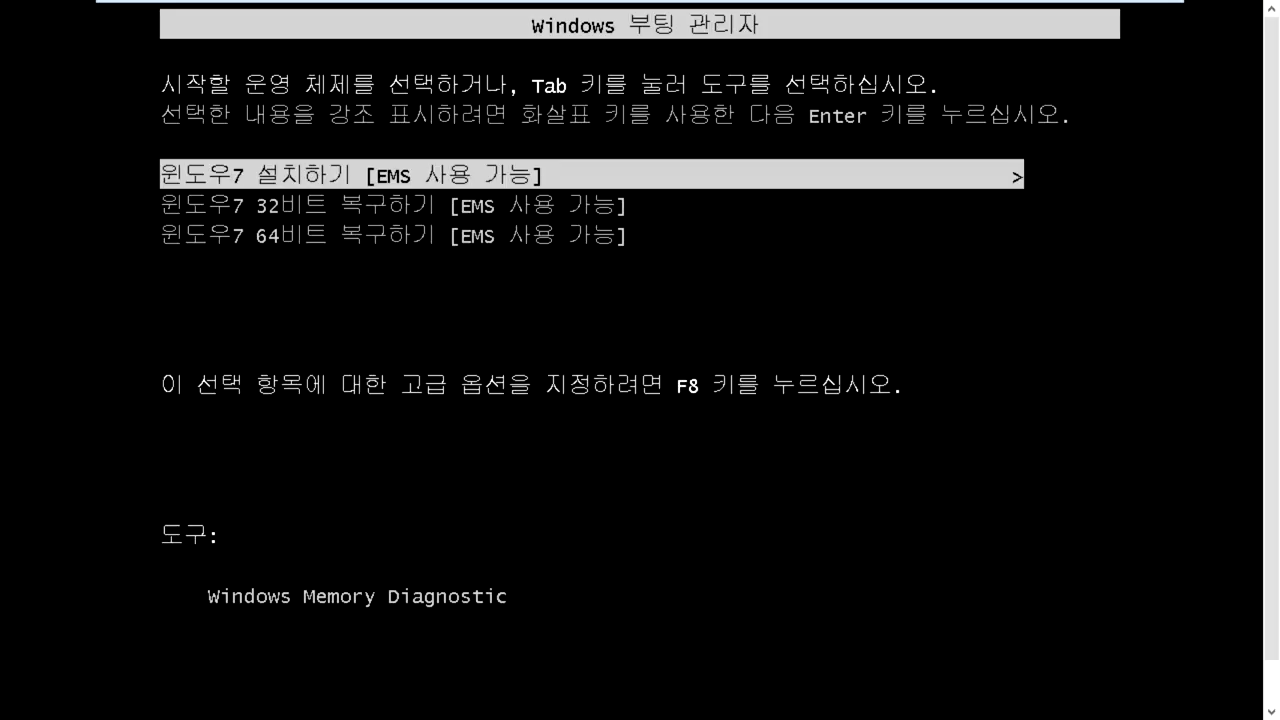 Windows 부팅 관리자
시작할 운영 체제를 선택하거나, Tab 키를 눌러 도구를 선택하십시오.
선택한 내용을 강조 표시하려면 화살표 키를 사용한 다음 Enter 키를 누르십시오.
윈도우7 설치하기 [EMS 사용 가능] >
윈도우7 32비트 복구하기 [EMS 사용 가능]
윈도우7 64비트 복구하기 [EMS 사용 가능]
이 선택 항목에 대한 고급 옵션을 지정하려면 F8 키를 누르십시오.
도구:
Windows Memory Diagnostic